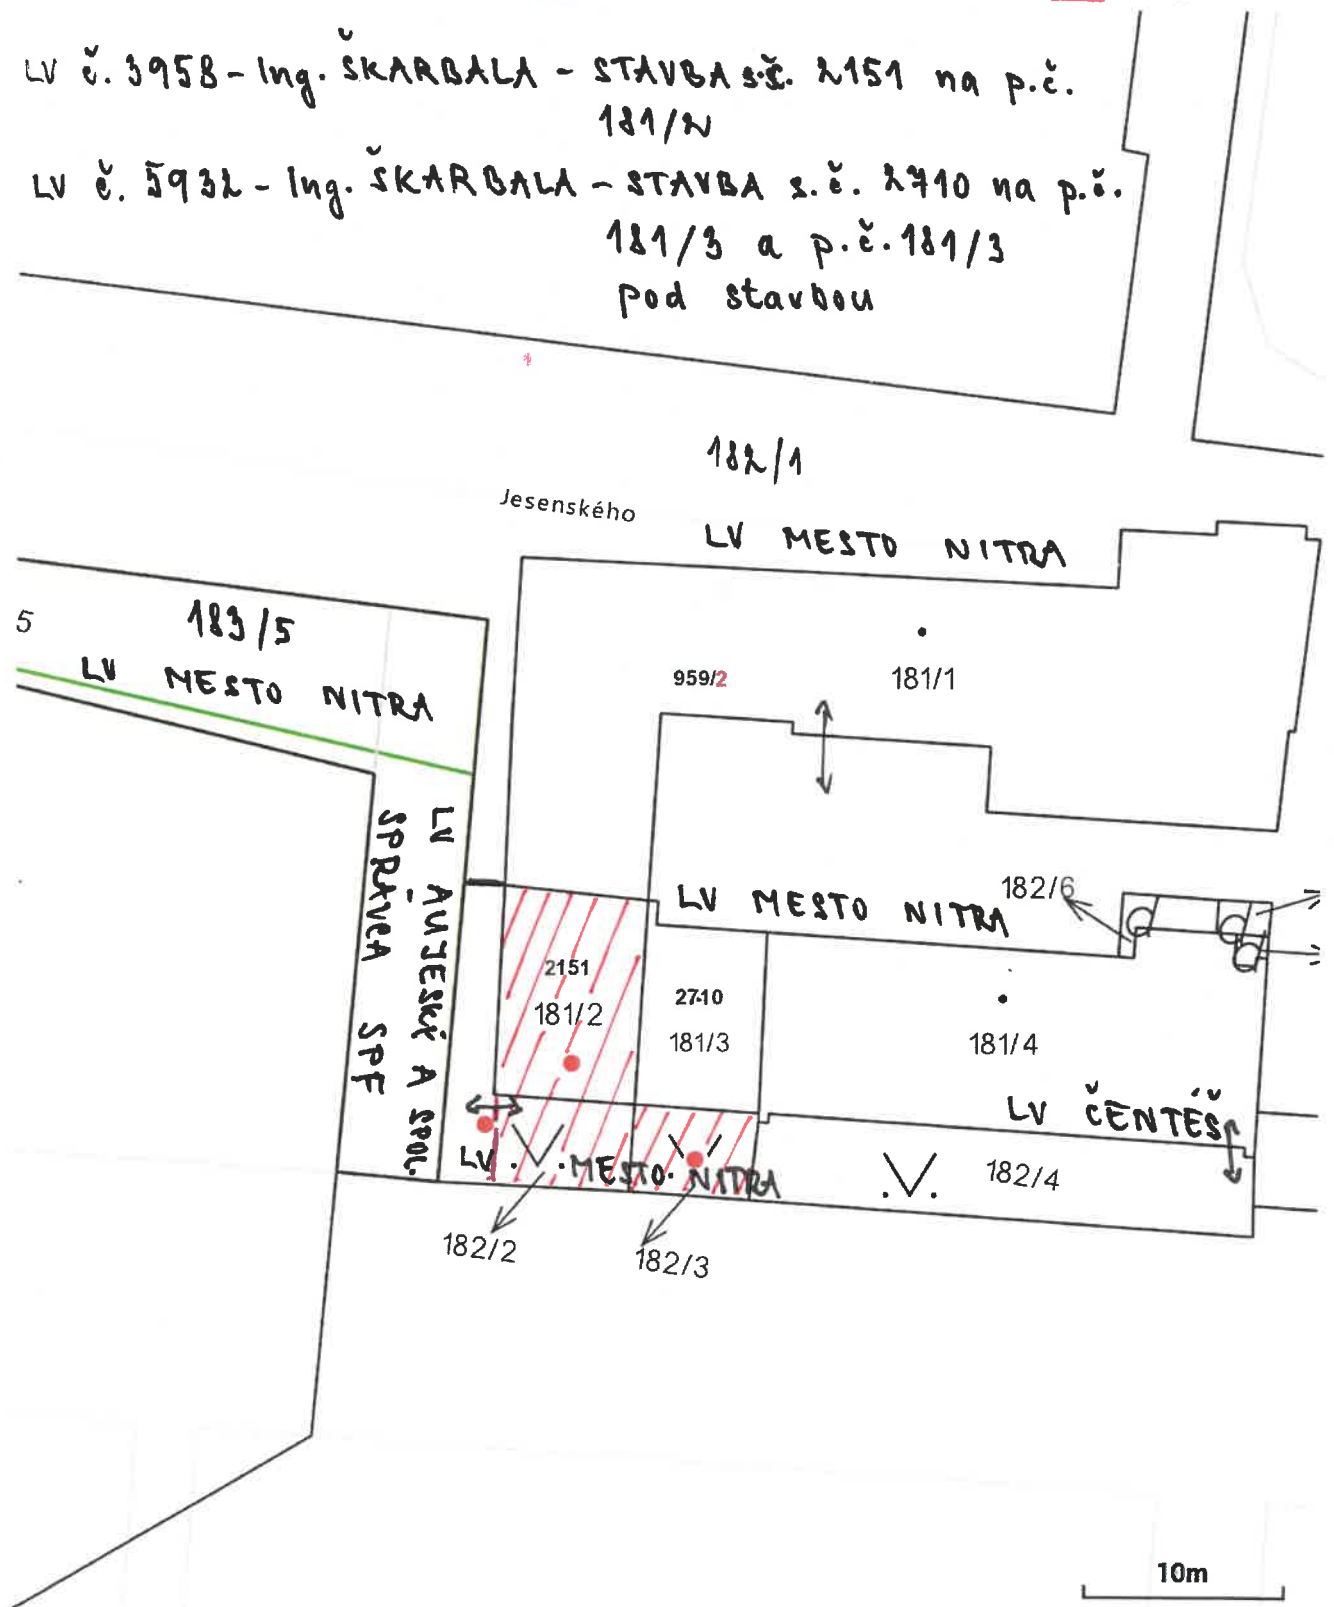 LV č. 3958 - Ing. ŠKARBALA - STAVBA s.č. 2151 na p.č.
181/2
LV č. 5932 - Ing. ŠKARBALA - STAVBA s.č. 2710 na p.č.
181/3 a p.č. 181/3
pod stavbou
182/1
Jesenského
LV MESTO NITRA
5
183/5
LV MESTO NITRA
959/2
181/1
182/6
LV MESTO NITRA
LV
A SPOL.
SPRÁVCA SPF
2151
181/2
2710
181/3
181/4
LV ČENTÉŠ
LV MESTO NITRA
182/4
182/2
182/3
10m